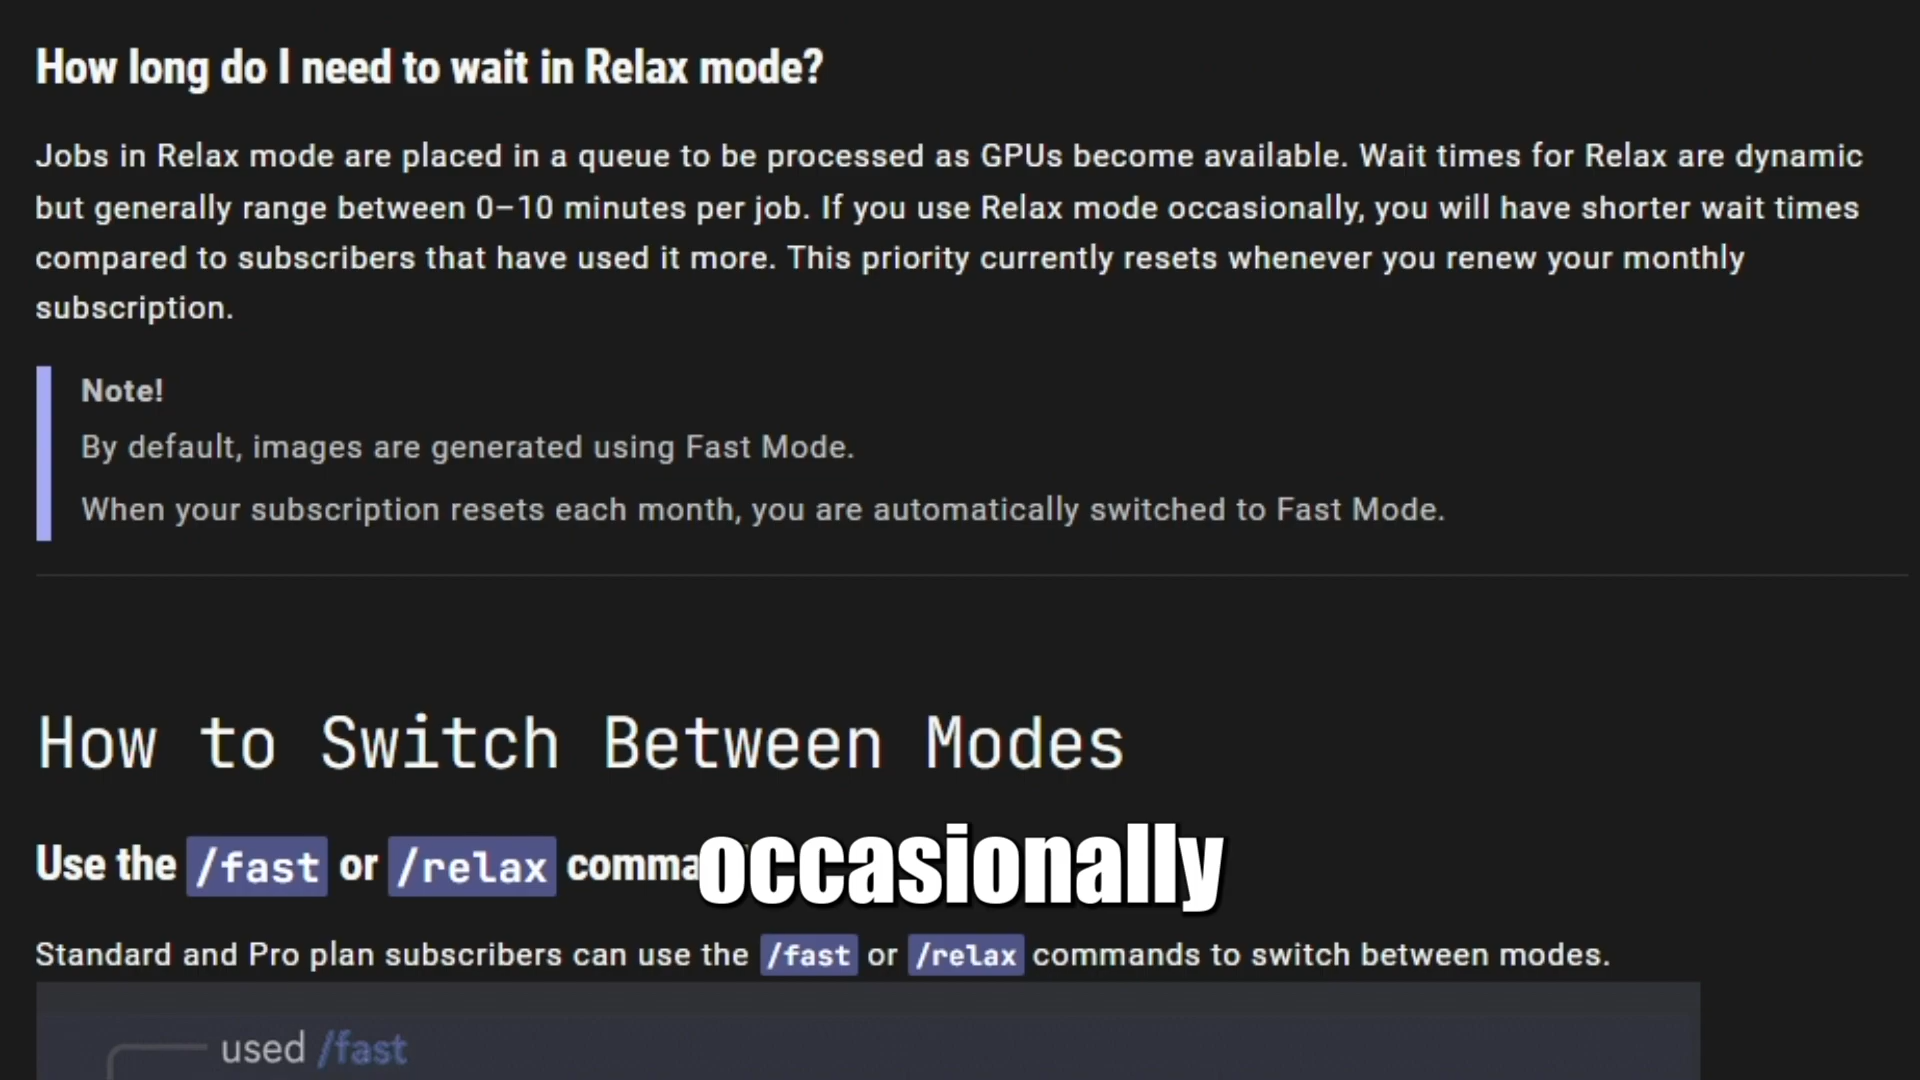 How long do I need to wait in Relax mode?
Jobs in Relax mode are placed in a queue to be processed as GPUs become available. Wait times for Relax are dynamic
but generally range between 0–10 minutes per job. If you use Relax mode occasionally, you will have shorter wait times
compared to subscribers that have used it more. This priority currently resets whenever you renew your monthly
subscription.
Note!
By default, images are generated using Fast Mode.
When your subscription resets each month, you are automatically switched to Fast Mode.
How to Switch Between Modes
Use the /fast or /relax comma
occasionally
Standard and Pro plan subscribers can use the /fast or /relax commands to switch between modes.
used /fast